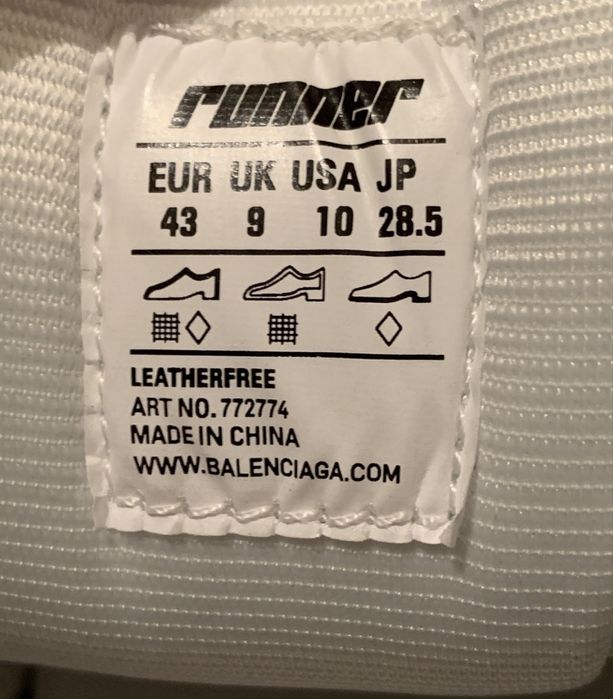 runner
EUR UK USA JP
43 9 10 28.5
LEATHERFREE
ART NO. 772774
MADE IN CHINA
WWW.BALENCIAGA.COM